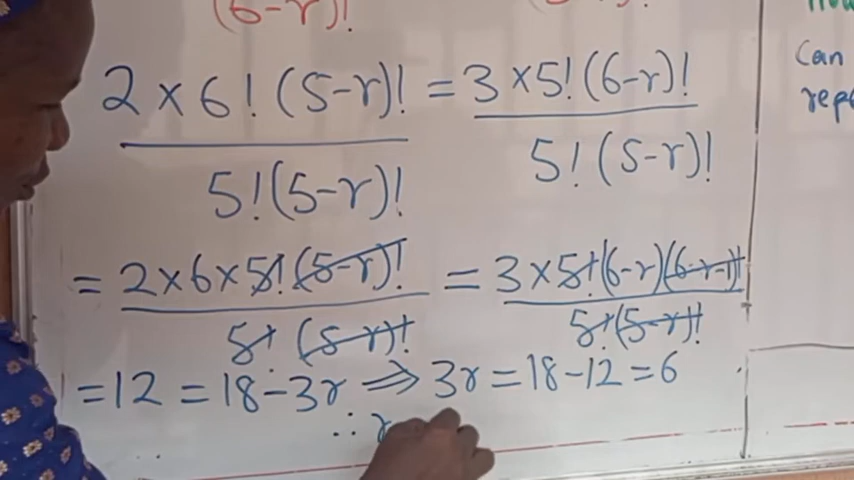 (6-r)!
2 × 6! (5-r)! = 3 × 5! (6-r)!
5! (5-r)! 5! (5-r)!
= 2 × 6 × 5! (5-r)! = 3 × 5! (6-r) (6-r-1)!
5! (5-r)! 5! (5-r)!
= 12 = 18 - 3r ⇒ 3r = 18 - 12 = 6
∴ r
Can